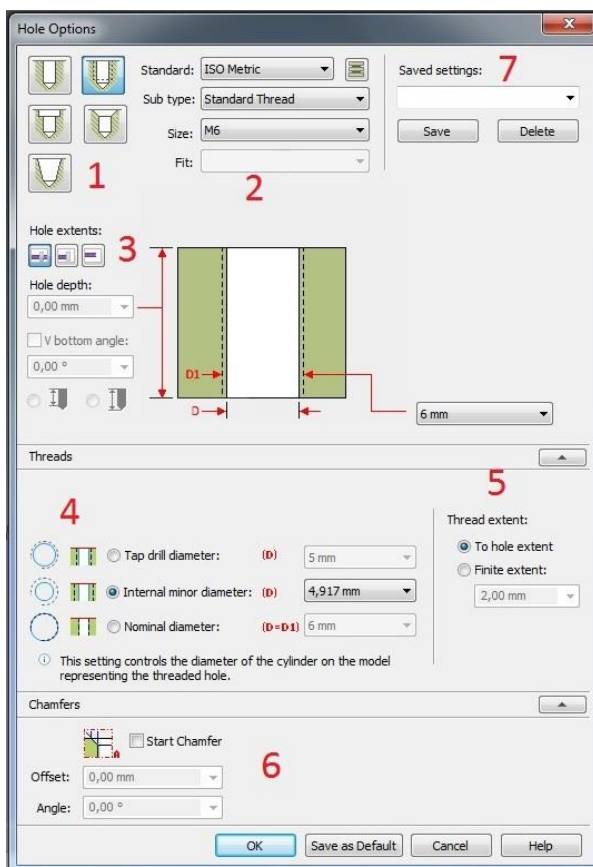 Hole Options
Standard: ISO Metric
Saved settings: 7
Sub type: Standard Thread
Size: M6
Save Delete
Fit:
1
2
Hole extents:
3
Hole depth:
0,00 mm
V bottom angle:
0,00 °
D1
D
6 mm
Threads
4
5
Thread extent:
To hole extent
Tap drill diameter: (D) 5 mm
Finite extent:
Internal minor diameter: (D) 4,917 mm
2,00 mm
Nominal diameter: (D=D1) 6 mm
This setting controls the diameter of the cylinder on the model
representing the threaded hole.
Chamfers
Start Chamfer
6
Offset: 0,00 mm
Angle: 0,00 °
OK Save as Default Cancel Help